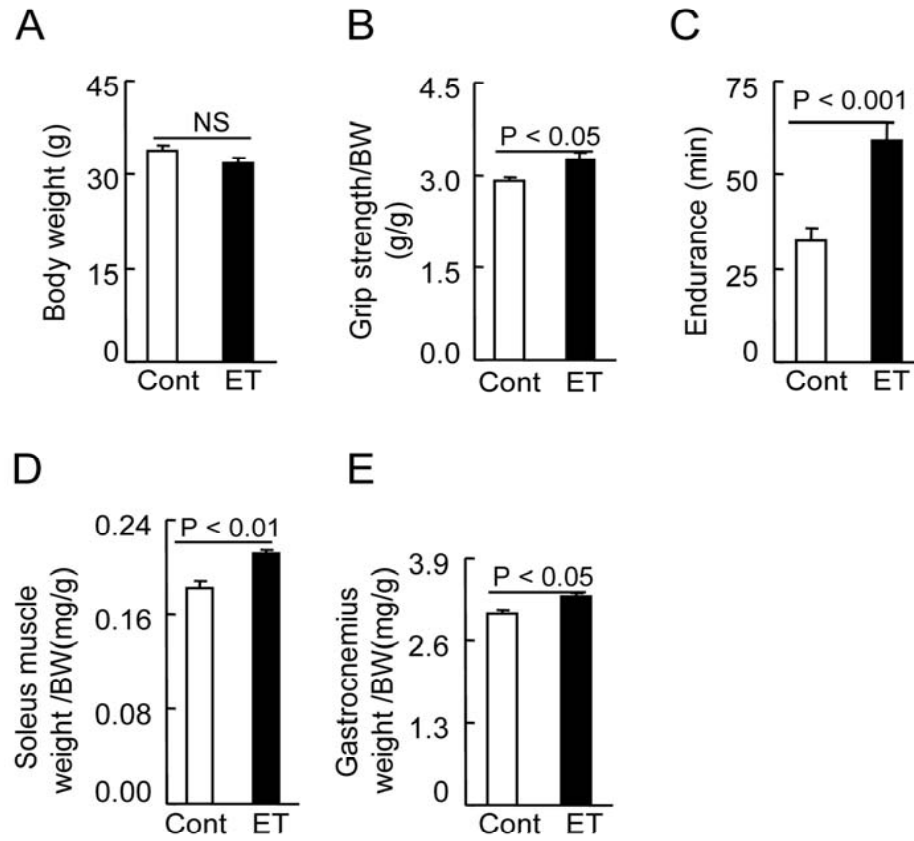 A
Body weight (g)
45
30
15
0
NS
Cont ET
B
Grip strength/BW
(g/g)
4.5
3.0
1.5
0.0
P < 0.05
Cont ET
C
Endurance (min)
75
50
25
0
P < 0.001
Cont ET
D
Soleus muscle
weight /BW(mg/g)
0.24
0.16
0.08
0.00
P < 0.01
Cont ET
E
Gastrocnemius
weight /BW(mg/g)
3.9
2.6
1.3
0
P < 0.05
Cont ET